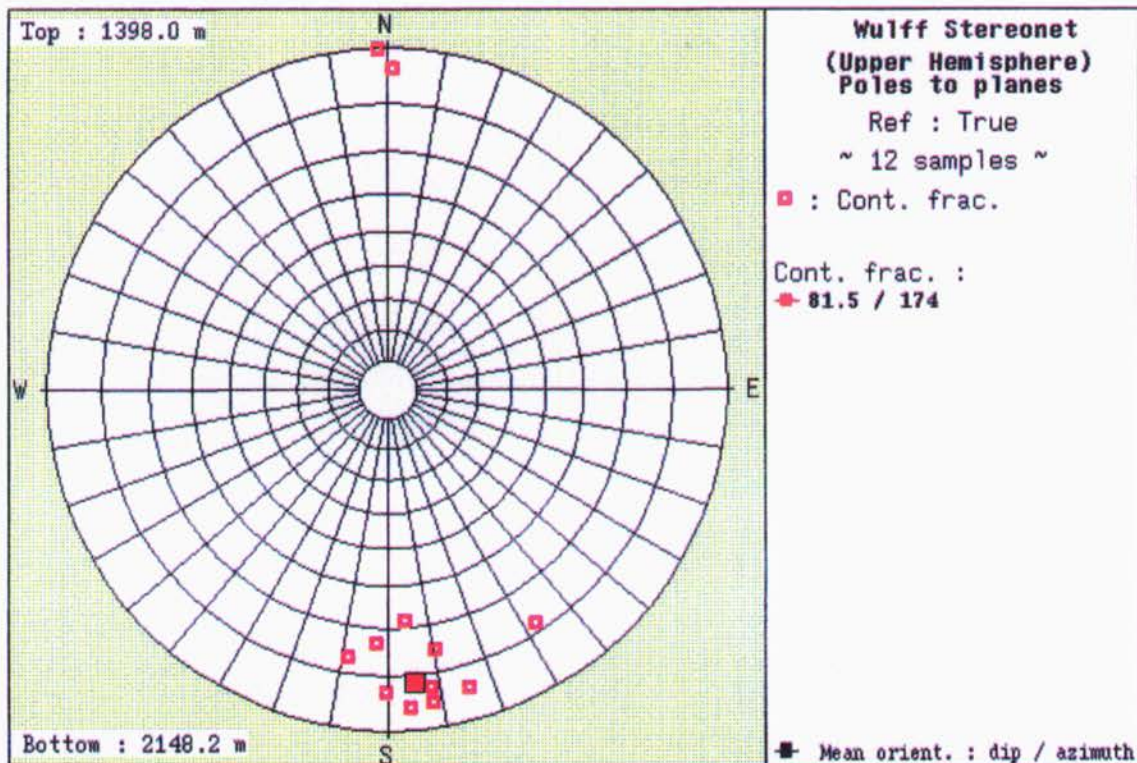 Top : 1398.0 m
N
W
E
S
Bottom : 2148.2 m
Wulff Stereonet
(Upper Hemisphere)
Poles to planes
Ref : True
~ 12 samples ~
: Cont. frac.
Cont. frac. :
81.5 / 174
Mean orient. : dip / azimuth